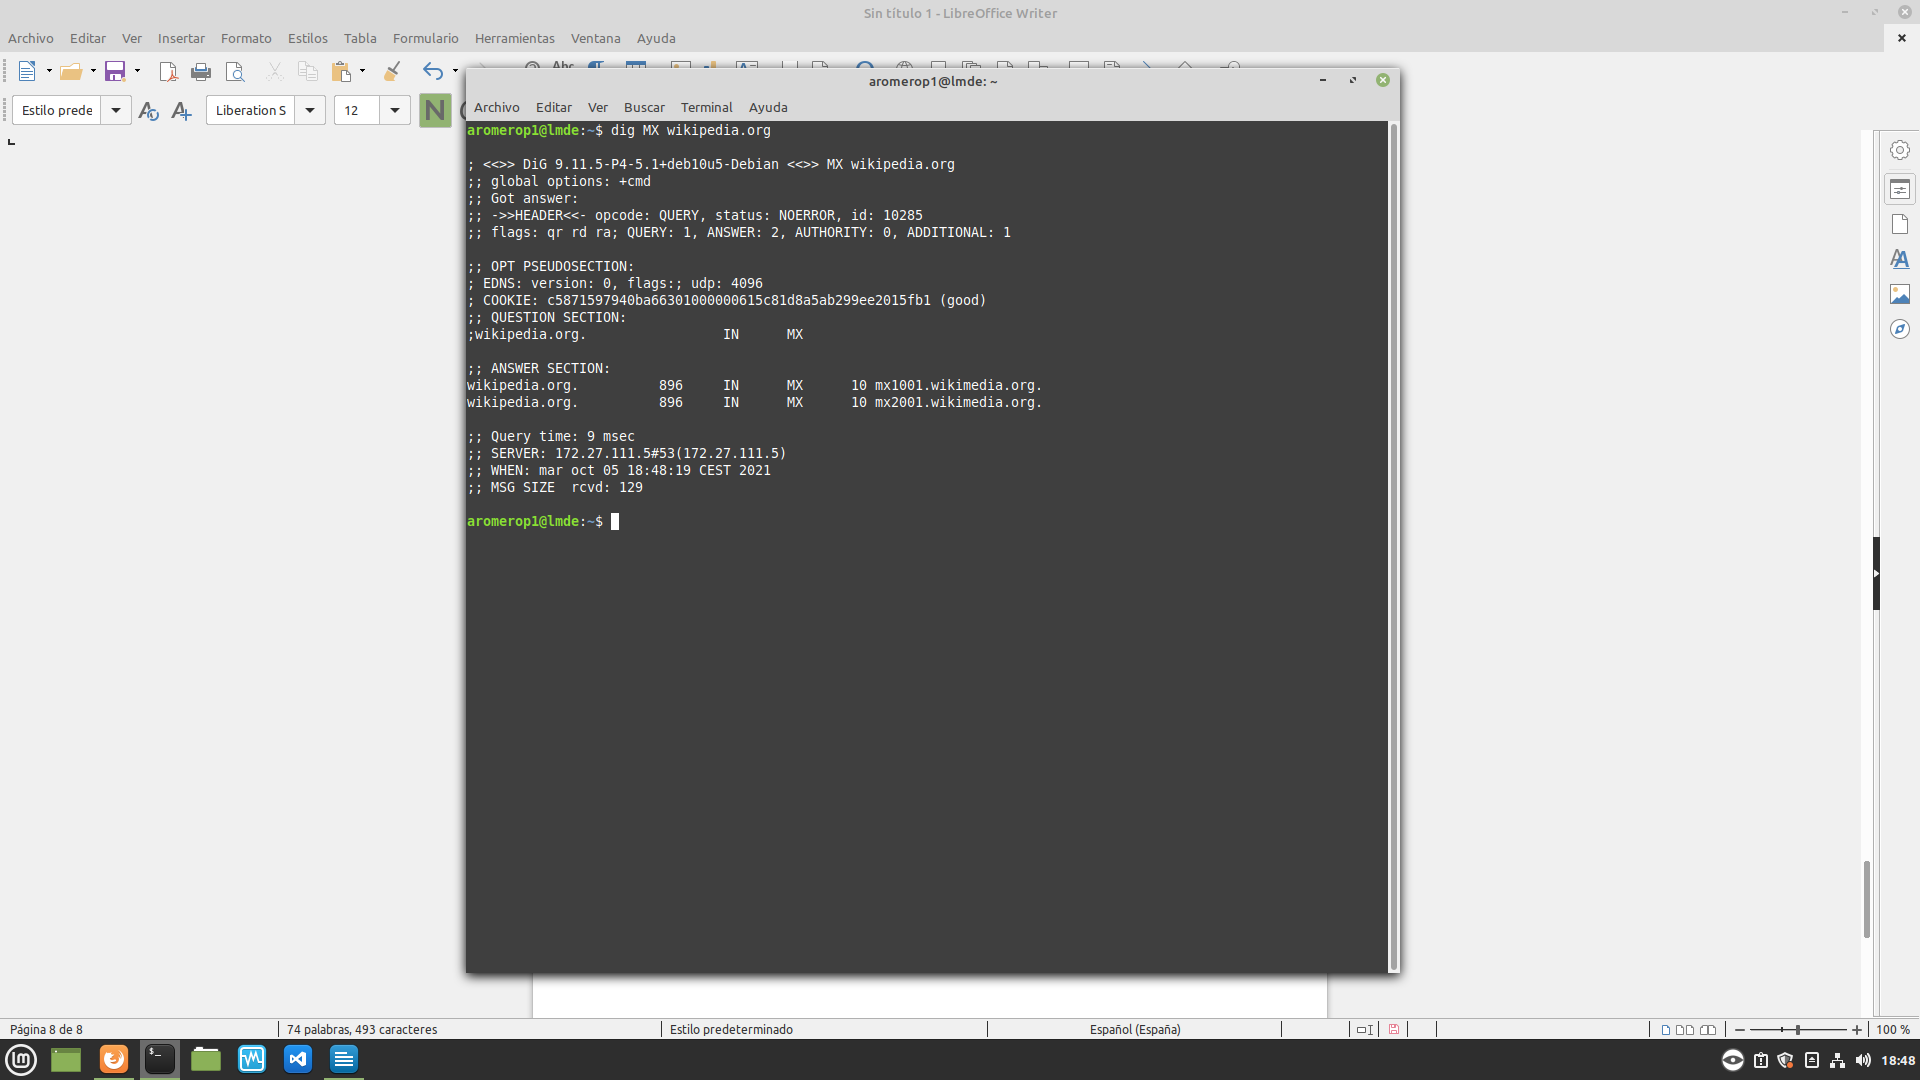 Sin título 1 - LibreOffice Writer
Archivo Editar Ver Insertar Formato Estilos Tabla Formulario Herramientas Ventana Ayuda
Estilo prede Liberation S 12 N
aromerop1@lmde: ~
Archivo Editar Ver Buscar Terminal Ayuda
aromerop1@lmde:~$ dig MX wikipedia.org
; <<>> DiG 9.11.5-P4-5.1+deb10u5-Debian <<>> MX wikipedia.org
;; global options: +cmd
;; Got answer:
;; ->>HEADER<<- opcode: QUERY, status: NOERROR, id: 10285
;; flags: qr rd ra; QUERY: 1, ANSWER: 2, AUTHORITY: 0, ADDITIONAL: 1
;; OPT PSEUDOSECTION:
; EDNS: version: 0, flags:; udp: 4096
; COOKIE: c5871597940ba66301000000615c81d8a5ab299ee2015fb1 (good)
;; QUESTION SECTION:
;wikipedia.org. IN MX
;; ANSWER SECTION:
wikipedia.org. 896 IN MX 10 mx1001.wikimedia.org.
wikipedia.org. 896 IN MX 10 mx2001.wikimedia.org.
;; Query time: 9 msec
;; SERVER: 172.27.111.5#53(172.27.111.5)
;; WHEN: mar oct 05 18:48:19 CEST 2021
;; MSG SIZE  rcvd: 129
aromerop1@lmde:~$
Página 8 de 8 74 palabras, 493 caracteres Estilo predeterminado Español (España) 100 %
18:48